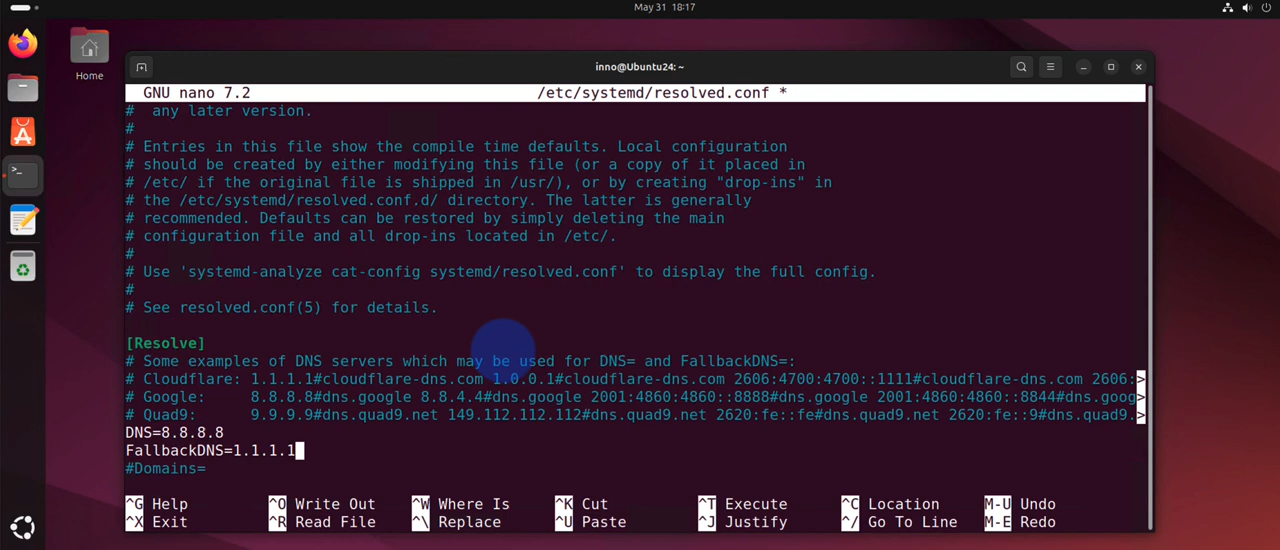 May 31 18:17
Home
inno@Ubuntu24: ~
GNU nano 7.2 /etc/systemd/resolved.conf *
#  any later version.
#
# Entries in this file show the compile time defaults. Local configuration
# should be created by either modifying this file (or a copy of it placed in
# /etc/ if the original file is shipped in /usr/), or by creating "drop-ins" in
# the /etc/systemd/resolved.conf.d/ directory. The latter is generally
# recommended. Defaults can be restored by simply deleting the main
# configuration file and all drop-ins located in /etc/.
#
# Use 'systemd-analyze cat-config systemd/resolved.conf' to display the full config.
#
# See resolved.conf(5) for details.
[Resolve]
# Some examples of DNS servers which may be used for DNS= and FallbackDNS=:
# Cloudflare: 1.1.1.1#cloudflare-dns.com 1.0.0.1#cloudflare-dns.com 2606:4700:4700::1111#cloudflare-dns.com 2606:>
# Google:     8.8.8.8#dns.google 8.8.4.4#dns.google 2001:4860:4860::8888#dns.google 2001:4860:4860::8844#dns.goog>
# Quad9:      9.9.9.9#dns.quad9.net 149.112.112.112#dns.quad9.net 2620:fe::fe#dns.quad9.net 2620:fe::9#dns.quad9.>
DNS=8.8.8.8
FallbackDNS=1.1.1.1
#Domains=
^G Help ^O Write Out ^W Where Is ^K Cut ^T Execute ^C Location M-U Undo
^X Exit ^R Read File ^\ Replace ^U Paste ^J Justify ^/ Go To Line M-E Redo